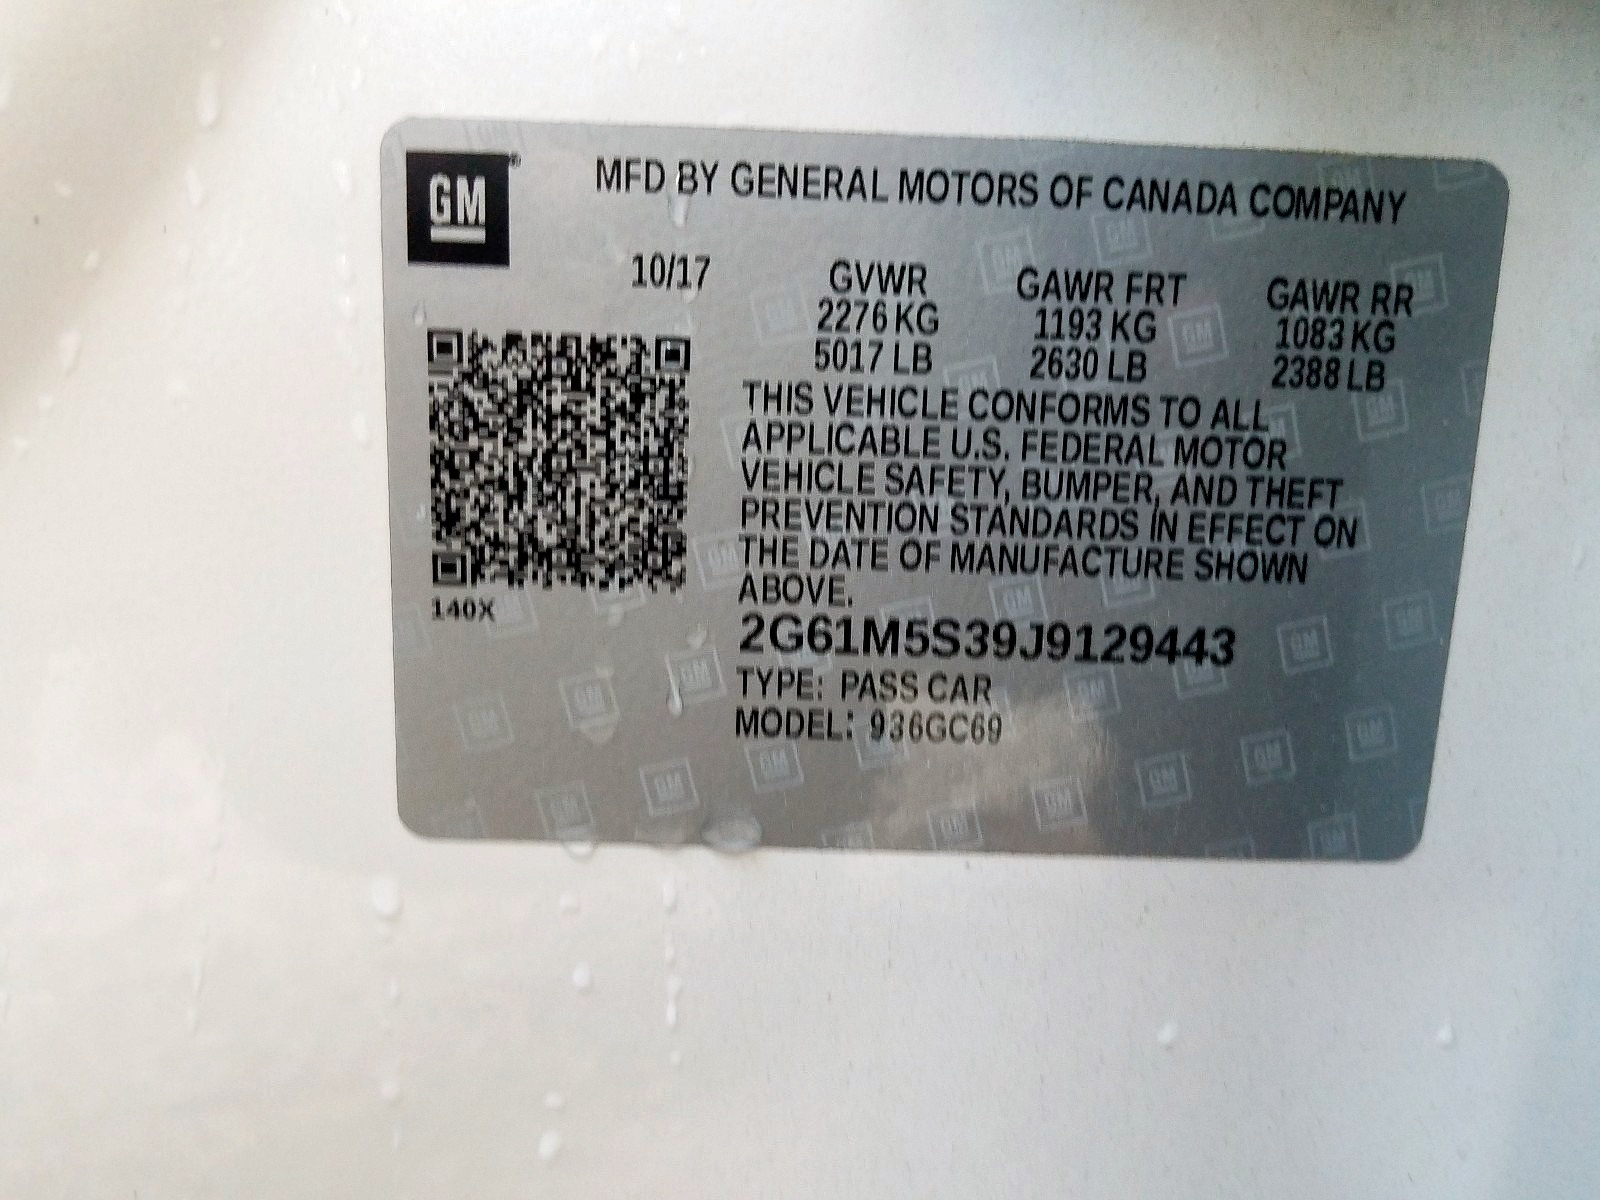 GM
MFD BY GENERAL MOTORS OF CANADA COMPANY
10/17
GVWR GAWR FRT GAWR RR
2276 KG 1193 KG 1083 KG
5017 LB 2630 LB 2388 LB
THIS VEHICLE CONFORMS TO ALL
APPLICABLE U.S. FEDERAL MOTOR
VEHICLE SAFETY, BUMPER, AND THEFT
PREVENTION STANDARDS IN EFFECT ON
THE DATE OF MANUFACTURE SHOWN
ABOVE.
140X
2G61M5S39J9129443
TYPE: PASS CAR
MODEL: 936GC69